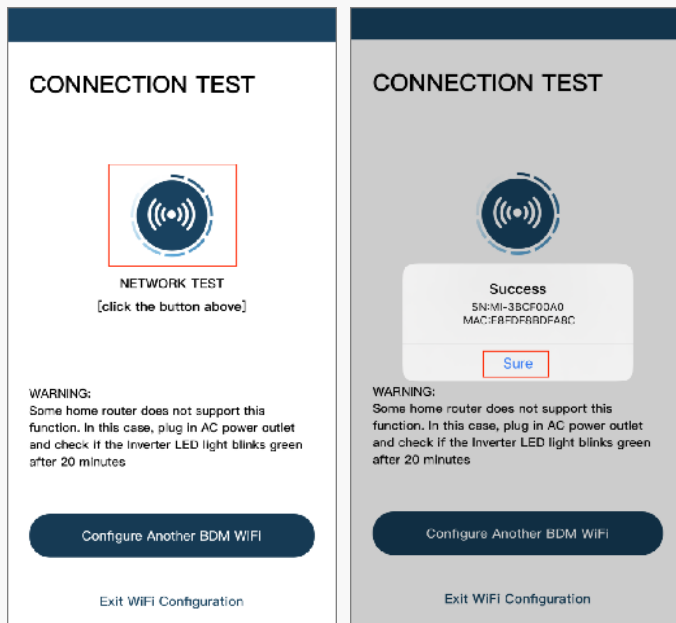 CONNECTION TEST
NETWORK TEST
[click the button above]
WARNING:
Some home router does not support this
function. In this case, plug in AC power outlet
and check if the Inverter LED light blinks green
after 20 minutes
Configure Another BDM WiFi
Exit WiFi Configuration
CONNECTION TEST
Success
SN:MI-3BCF00A0
MAC:E8FDF8BDFA8C
Sure
WARNING:
Some home router does not support this
function. In this case, plug in AC power outlet
and check if the Inverter LED light blinks green
after 20 minutes
Configure Another BDM WiFi
Exit WiFi Configuration